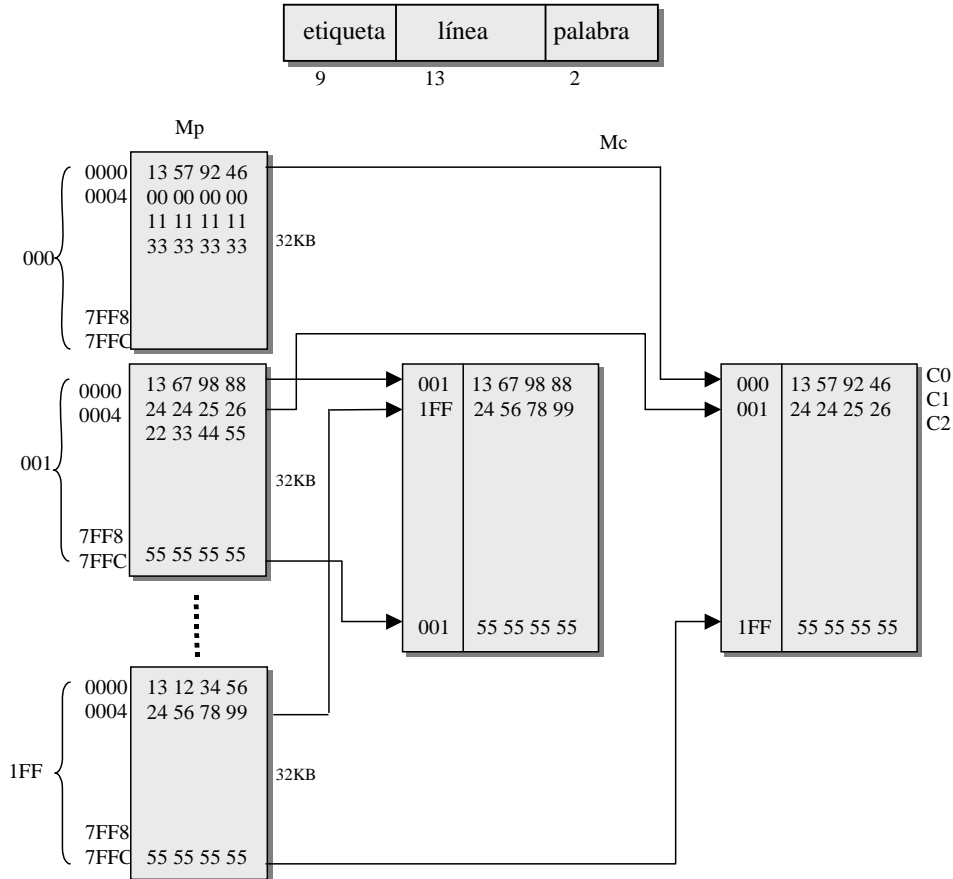 etiqueta línea palabra
9 13 2
Mp
Mc
0000 13 57 92 46
0004 00 00 00 00
11 11 11 11
33 33 33 33
32KB
000
7FF8
7FFC
0000 13 67 98 88
0004 24 24 25 26
22 33 44 55
001
32KB
7FF8
7FFC 55 55 55 55
001 13 67 98 88
1FF 24 56 78 99
001 55 55 55 55
000 13 57 92 46 C0
001 24 24 25 26 C1
C2
1FF 55 55 55 55
0000 13 12 34 56
0004 24 56 78 99
1FF
32KB
7FF8
7FFC 55 55 55 55